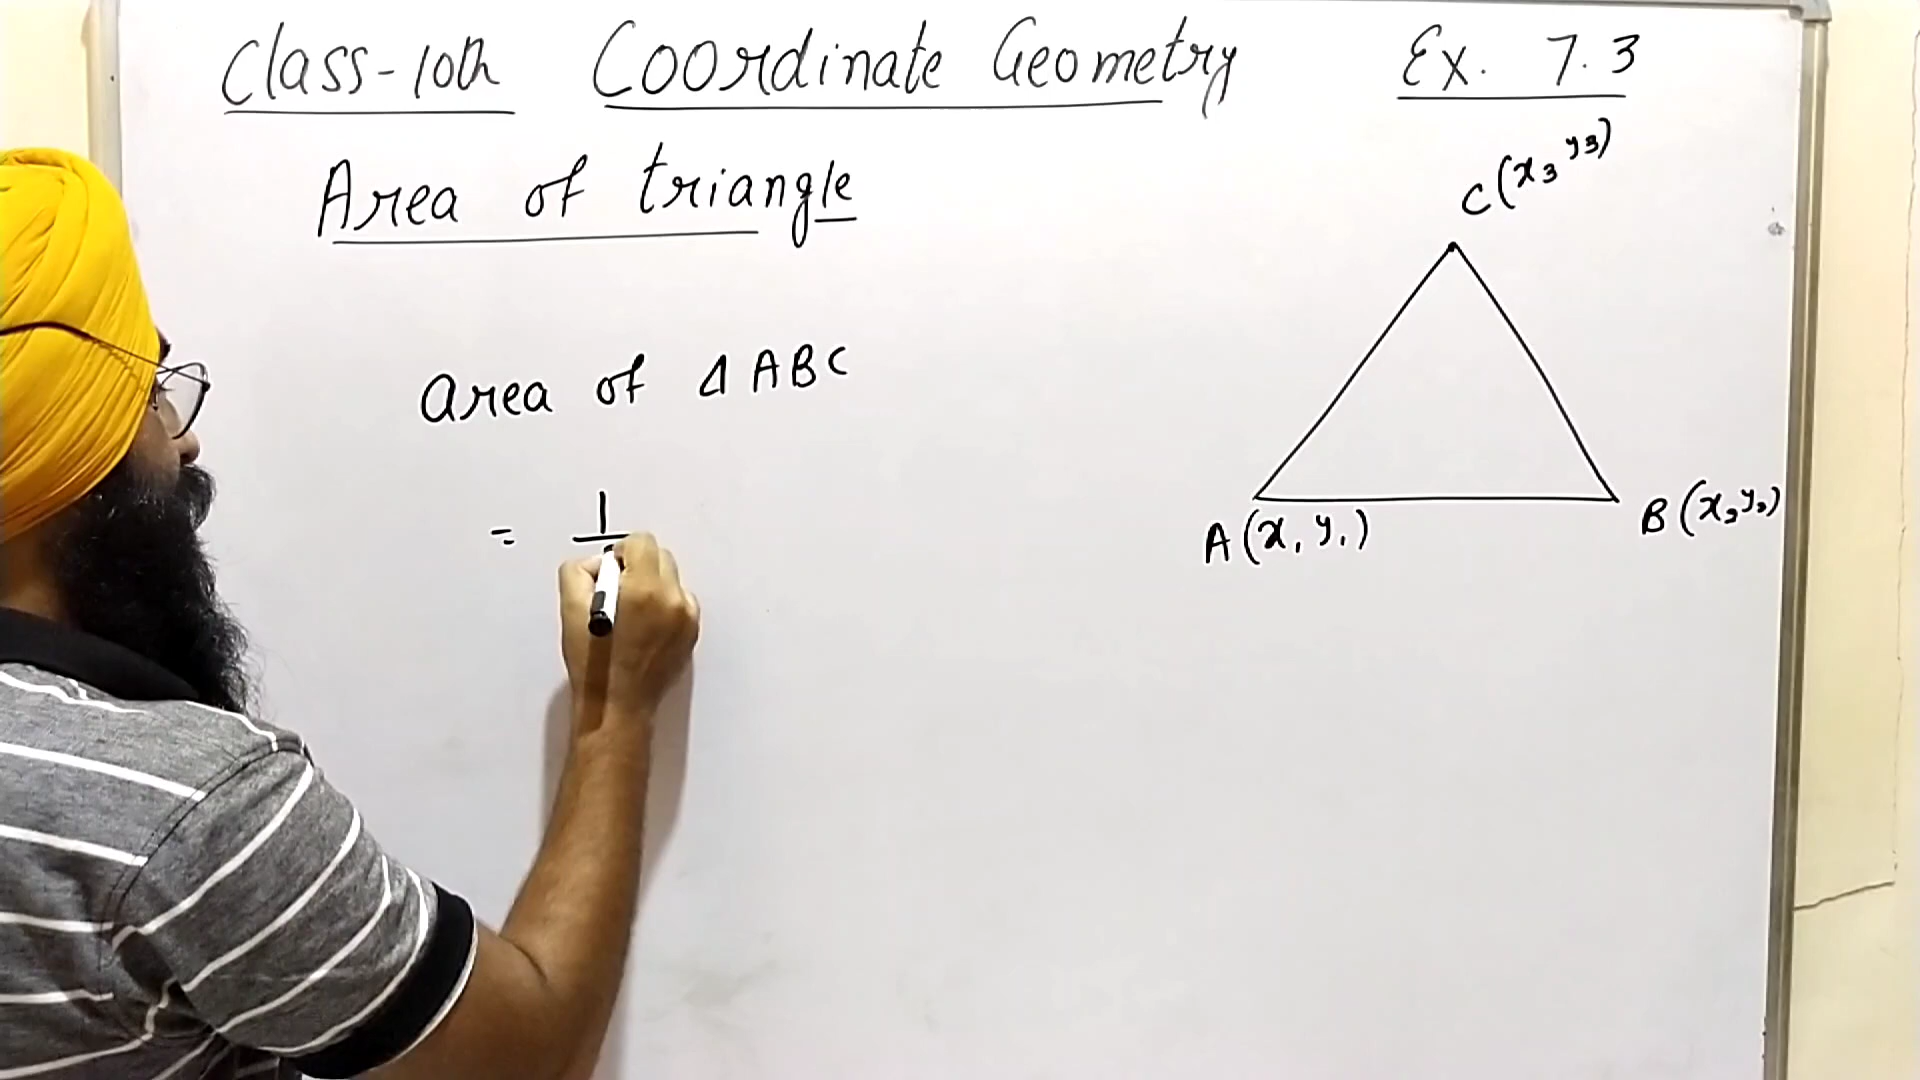 Class-10th Coordinate Geometry Ex. 7.3
Area of triangle
C(x₃ y₃)
area of Δ ABC
= 1
A(x₁ y₁)
B(x₂ y₂)